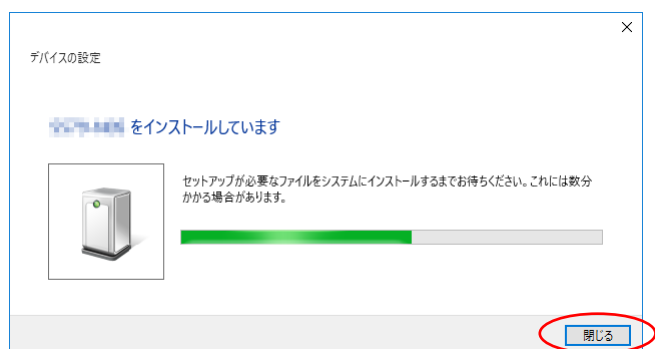 デバイスの設定
をインストールしています
セットアップが必要なファイルをシステムにインストールするまでお待ちください。これには数分
かかる場合があります。
閉じる